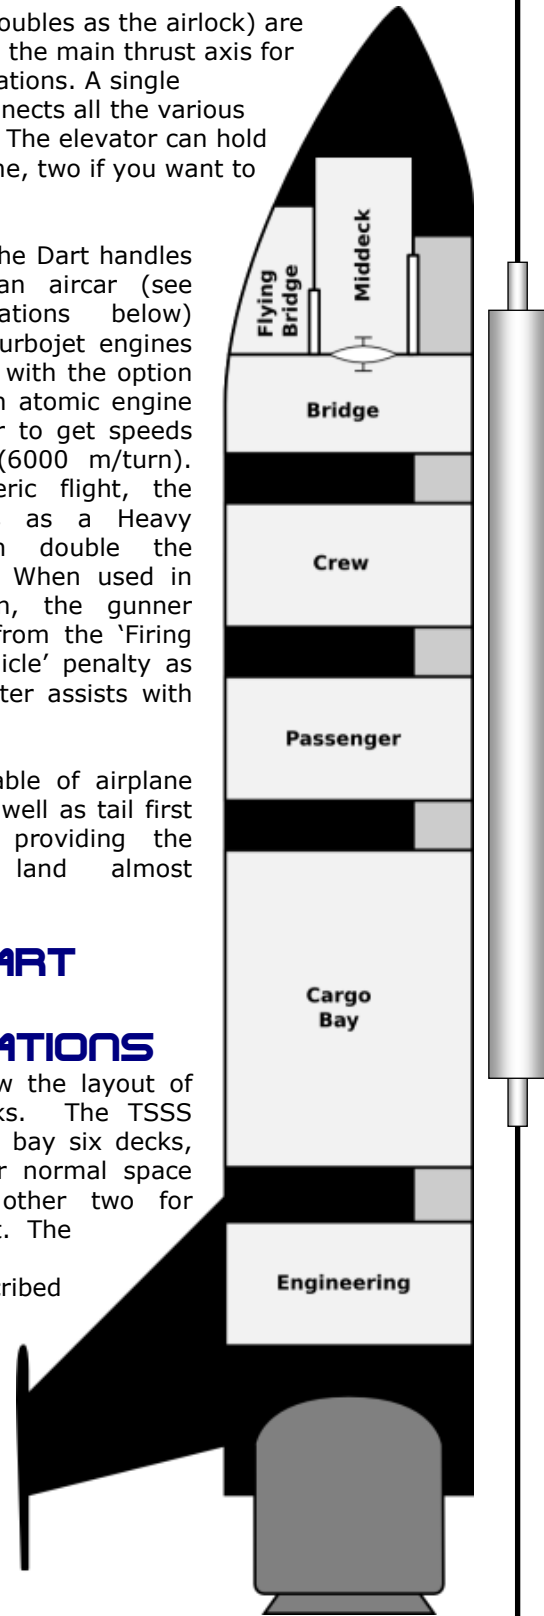 oubles as the airlock) are
the main thrust axis for
ations. A single
nects all the various
The elevator can hold
ne, two if you want to
he Dart handles
an aircar (see
ations below)
urbojet engines
with the option
n atomic engine
r to get speeds
(6000 m/turn).
eric flight, the
s as a Heavy
n double the
When used in
n, the gunner
from the ‘Firing
icle’ penalty as
ter assists with
able of airplane
well as tail first
providing the
land almost
ART
ATIONS
w the layout of
ks. The TSSS
bay six decks,
r normal space
other two for
t. The
cribed
Flying
Bridge
Middeck
Bridge
Crew
Passenger
Cargo
Bay
Engineering